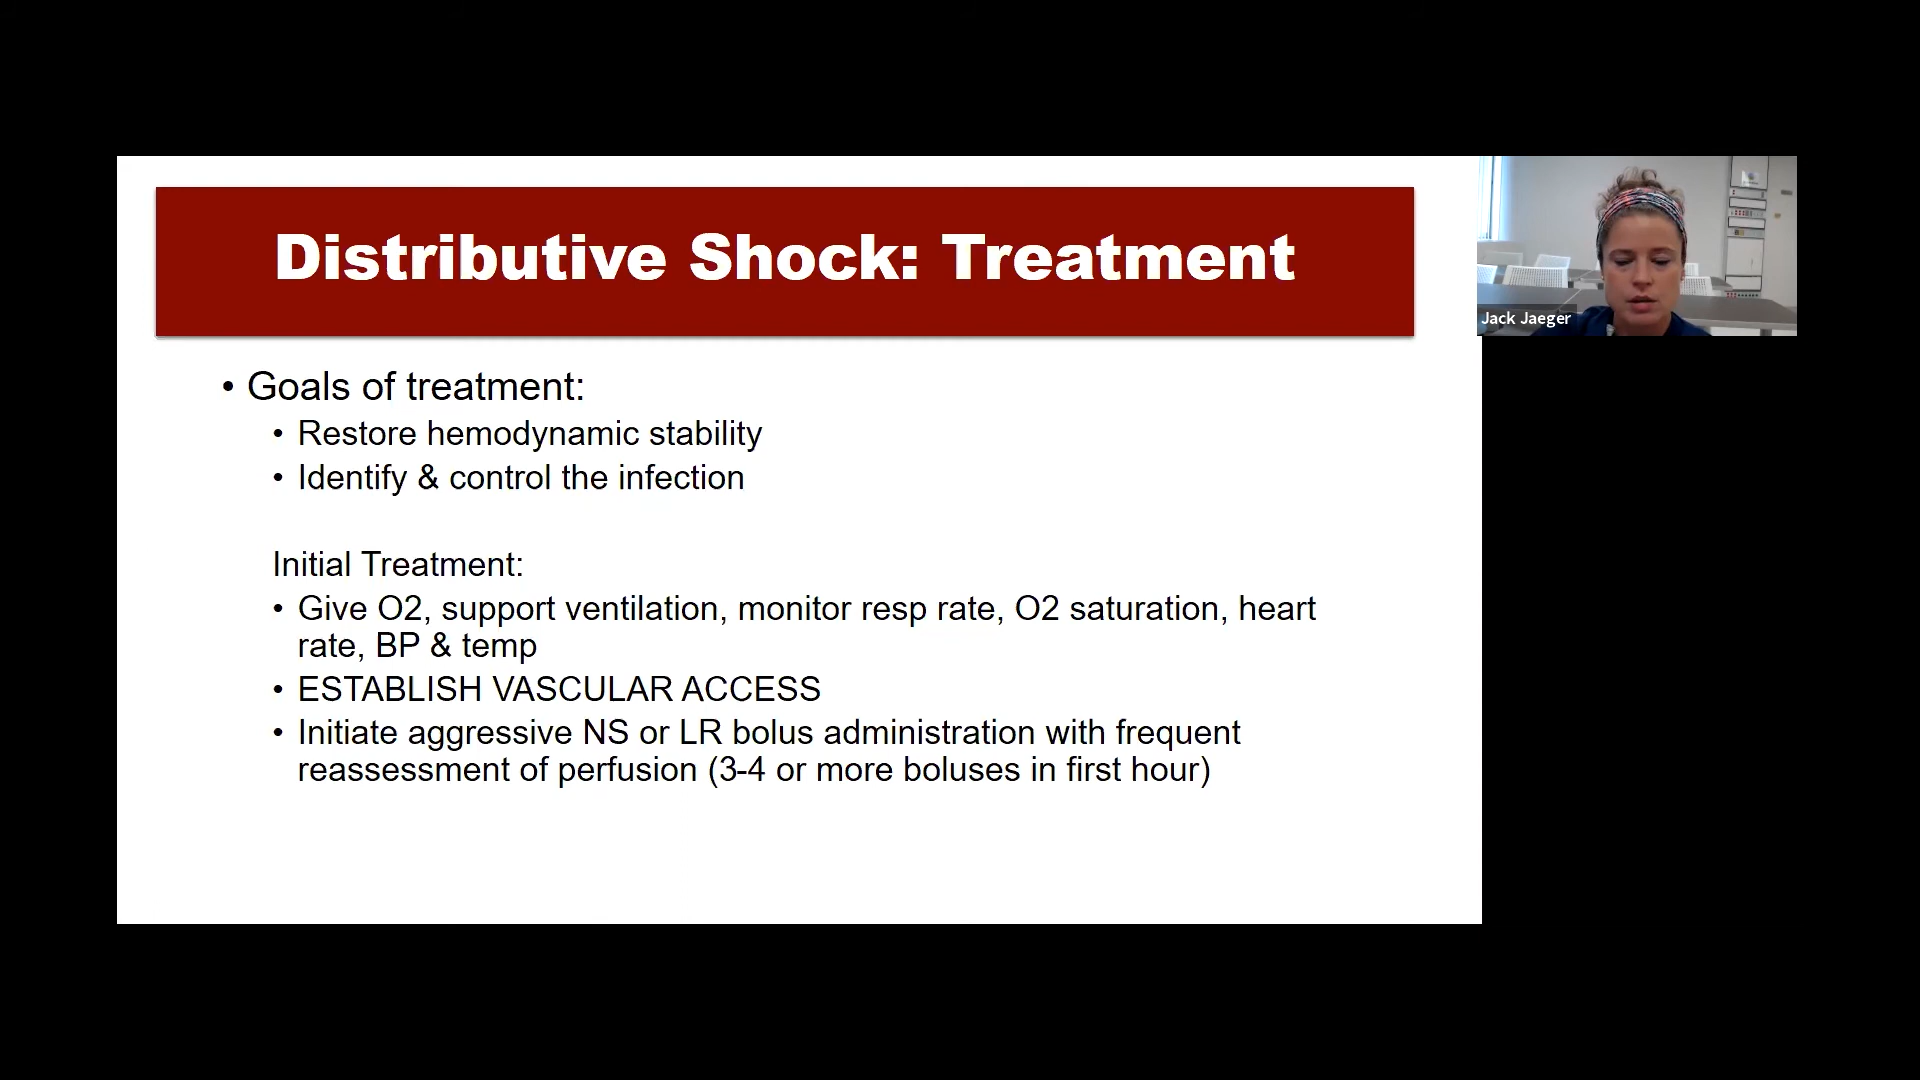 Distributive Shock: Treatment
Jack Jaeger
• Goals of treatment:
• Restore hemodynamic stability
• Identify & control the infection
Initial Treatment:
• Give O2, support ventilation, monitor resp rate, O2 saturation, heart
rate, BP & temp
• ESTABLISH VASCULAR ACCESS
• Initiate aggressive NS or LR bolus administration with frequent
reassessment of perfusion (3-4 or more boluses in first hour)